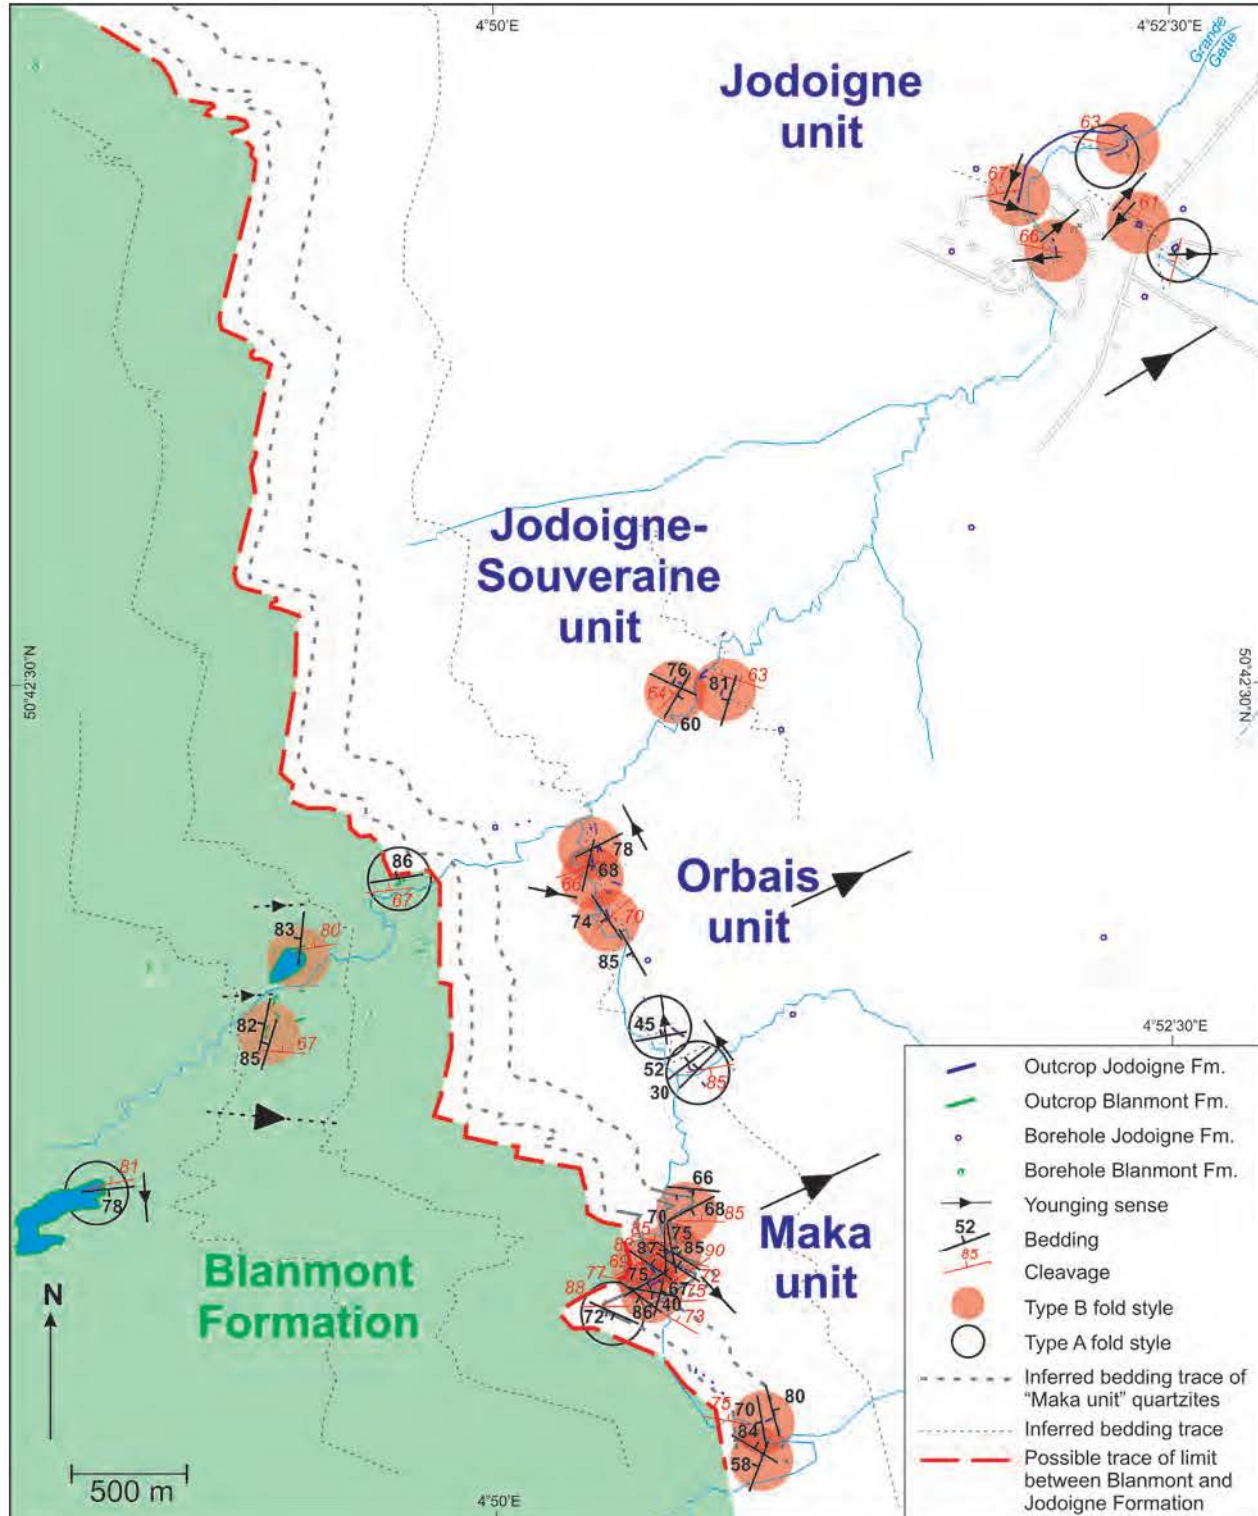 4°50'E
4°52'30"E
Grande
Gette
Jodoigne
unit
63
67
61
66
Jodoigne-
Souveraine
unit
50°42'30"N
50°42'30"N
76
64
81
63
60
78
68
66
74
70
85
Orbais
unit
86
67
83
80
82
85
67
45
52
30
85
4°52'30"E
81
78
66
70
68
85
85
75
87
85
90
69
72
77
75
67
75
88
40
86
73
72
Maka
unit
Blanmont
Formation
N
80
75
70
84
58
500 m
4°50'E
Outcrop Jodoigne Fm.
Outcrop Blanmont Fm.
Borehole Jodoigne Fm.
Borehole Blanmont Fm.
Younging sense
52
Bedding
85
Cleavage
Type B fold style
Type A fold style
Inferred bedding trace of
"Maka unit" quartzites
Inferred bedding trace
Possible trace of limit
between Blanmont and
Jodoigne Formation